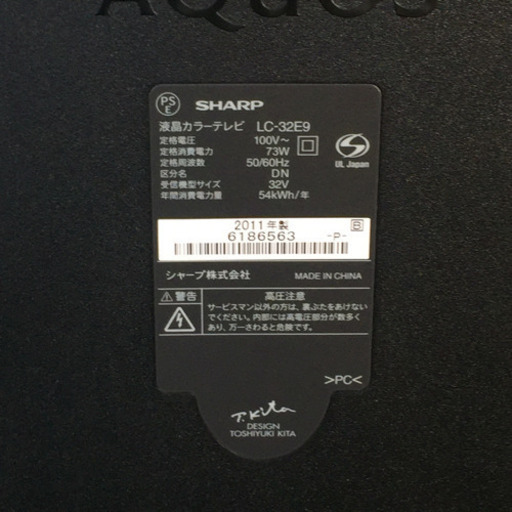 AQUOS
PS
E
SHARP
液晶カラーテレビ LC-32E9
定格電圧 100V～
定格消費電力 73W
定格周波数 50/60Hz
区分名 DN
受信機型サイズ 32V
年間消費電力量 54kWh/年
UL Japan
2011年製 B
6186563 -P-
シャープ株式会社 MADE IN CHINA
警告 高圧注意
サービスマン以外の方は、裏ぶたをあけない
でください。内部には高電圧部分が数多く
あり、万一さわると危険です。
>PC<
T.Kita
DESIGN
TOSHIYUKI KITA